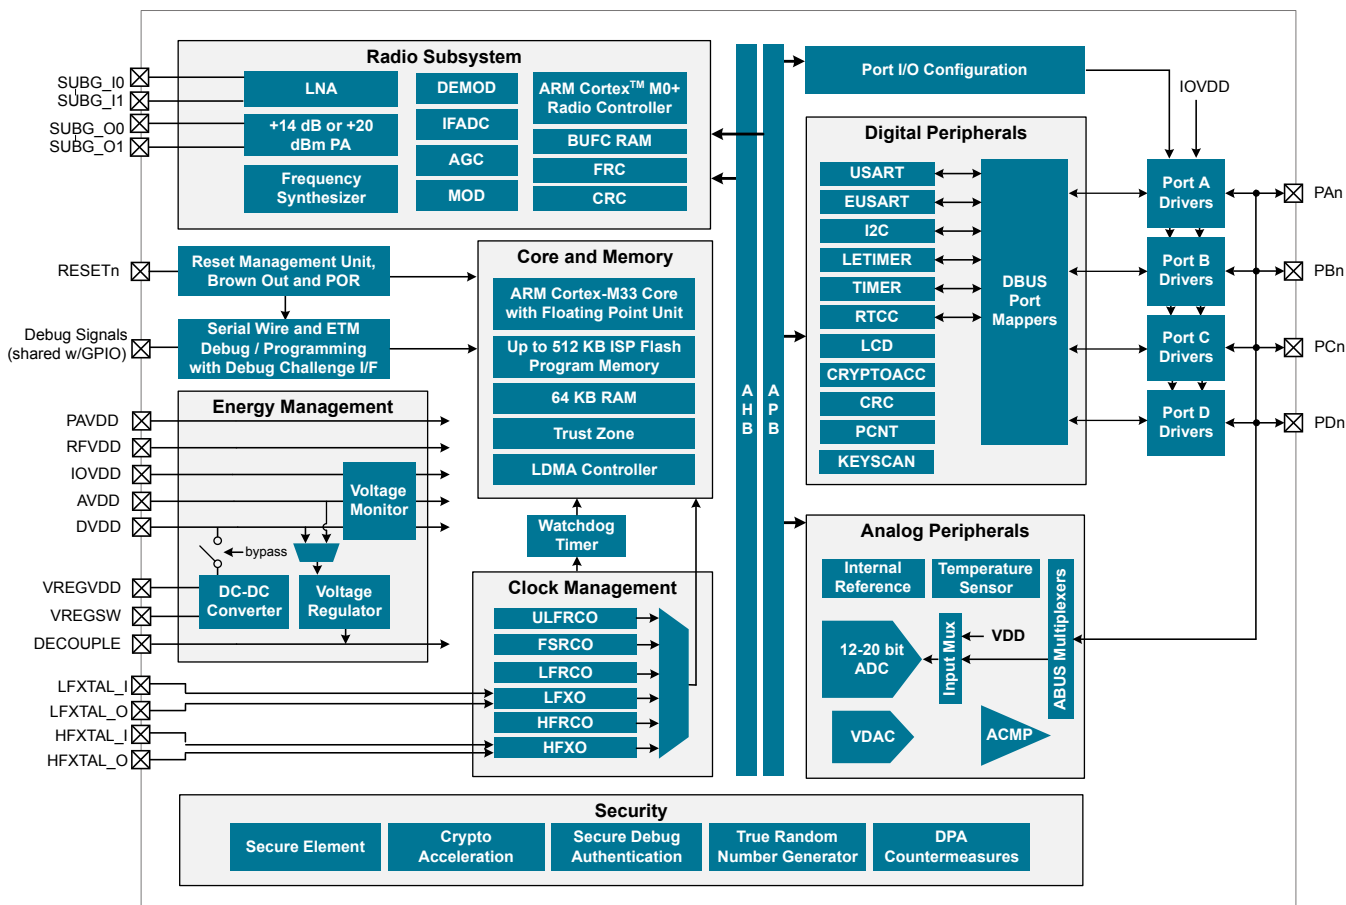 Radio Subsystem
SUBG_I0
SUBG_I1
SUBG_O0
SUBG_O1
LNA
+14 dB or +20
dBm PA
Frequency
Synthesizer
DEMOD
IFADC
AGC
MOD
ARM Cortex™ M0+
Radio Controller
BUFC RAM
FRC
CRC
RESETn
Reset Management Unit,
Brown Out and POR
Debug Signals
(shared w/GPIO)
Serial Wire and ETM
Debug / Programming
with Debug Challenge I/F
Core and Memory
ARM Cortex-M33 Core
with Floating Point Unit
Up to 512 KB ISP Flash
Program Memory
64 KB RAM
Trust Zone
LDMA Controller
Energy Management
PAVDD
RFVDD
IOVDD
AVDD
DVDD
VREGVDD
VREGSW
DECOUPLE
Voltage
Monitor
bypass
DC-DC
Converter
Voltage
Regulator
Watchdog
Timer
Clock Management
ULFRCO
FSRCO
LFRCO
LFXO
HFRCO
HFXO
LFXTAL_I
LFXTAL_O
HFXTAL_I
HFXTAL_O
AHB
APB
Port I/O Configuration
IOVDD
Digital Peripherals
USART
EUSART
I2C
LETIMER
TIMER
RTCC
LCD
CRYPTOACC
CRC
PCNT
KEYSCAN
DBUS
Port
Mappers
Port A
Drivers
Port B
Drivers
Port C
Drivers
Port D
Drivers
PAn
PBn
PCn
PDn
Analog Peripherals
Internal
Reference
Temperature
Sensor
12-20 bit
ADC
Input Mux
VDD
ABUS Multiplexers
VDAC
ACMP
Security
Secure Element
Crypto
Acceleration
Secure Debug
Authentication
True Random
Number Generator
DPA
Countermeasures